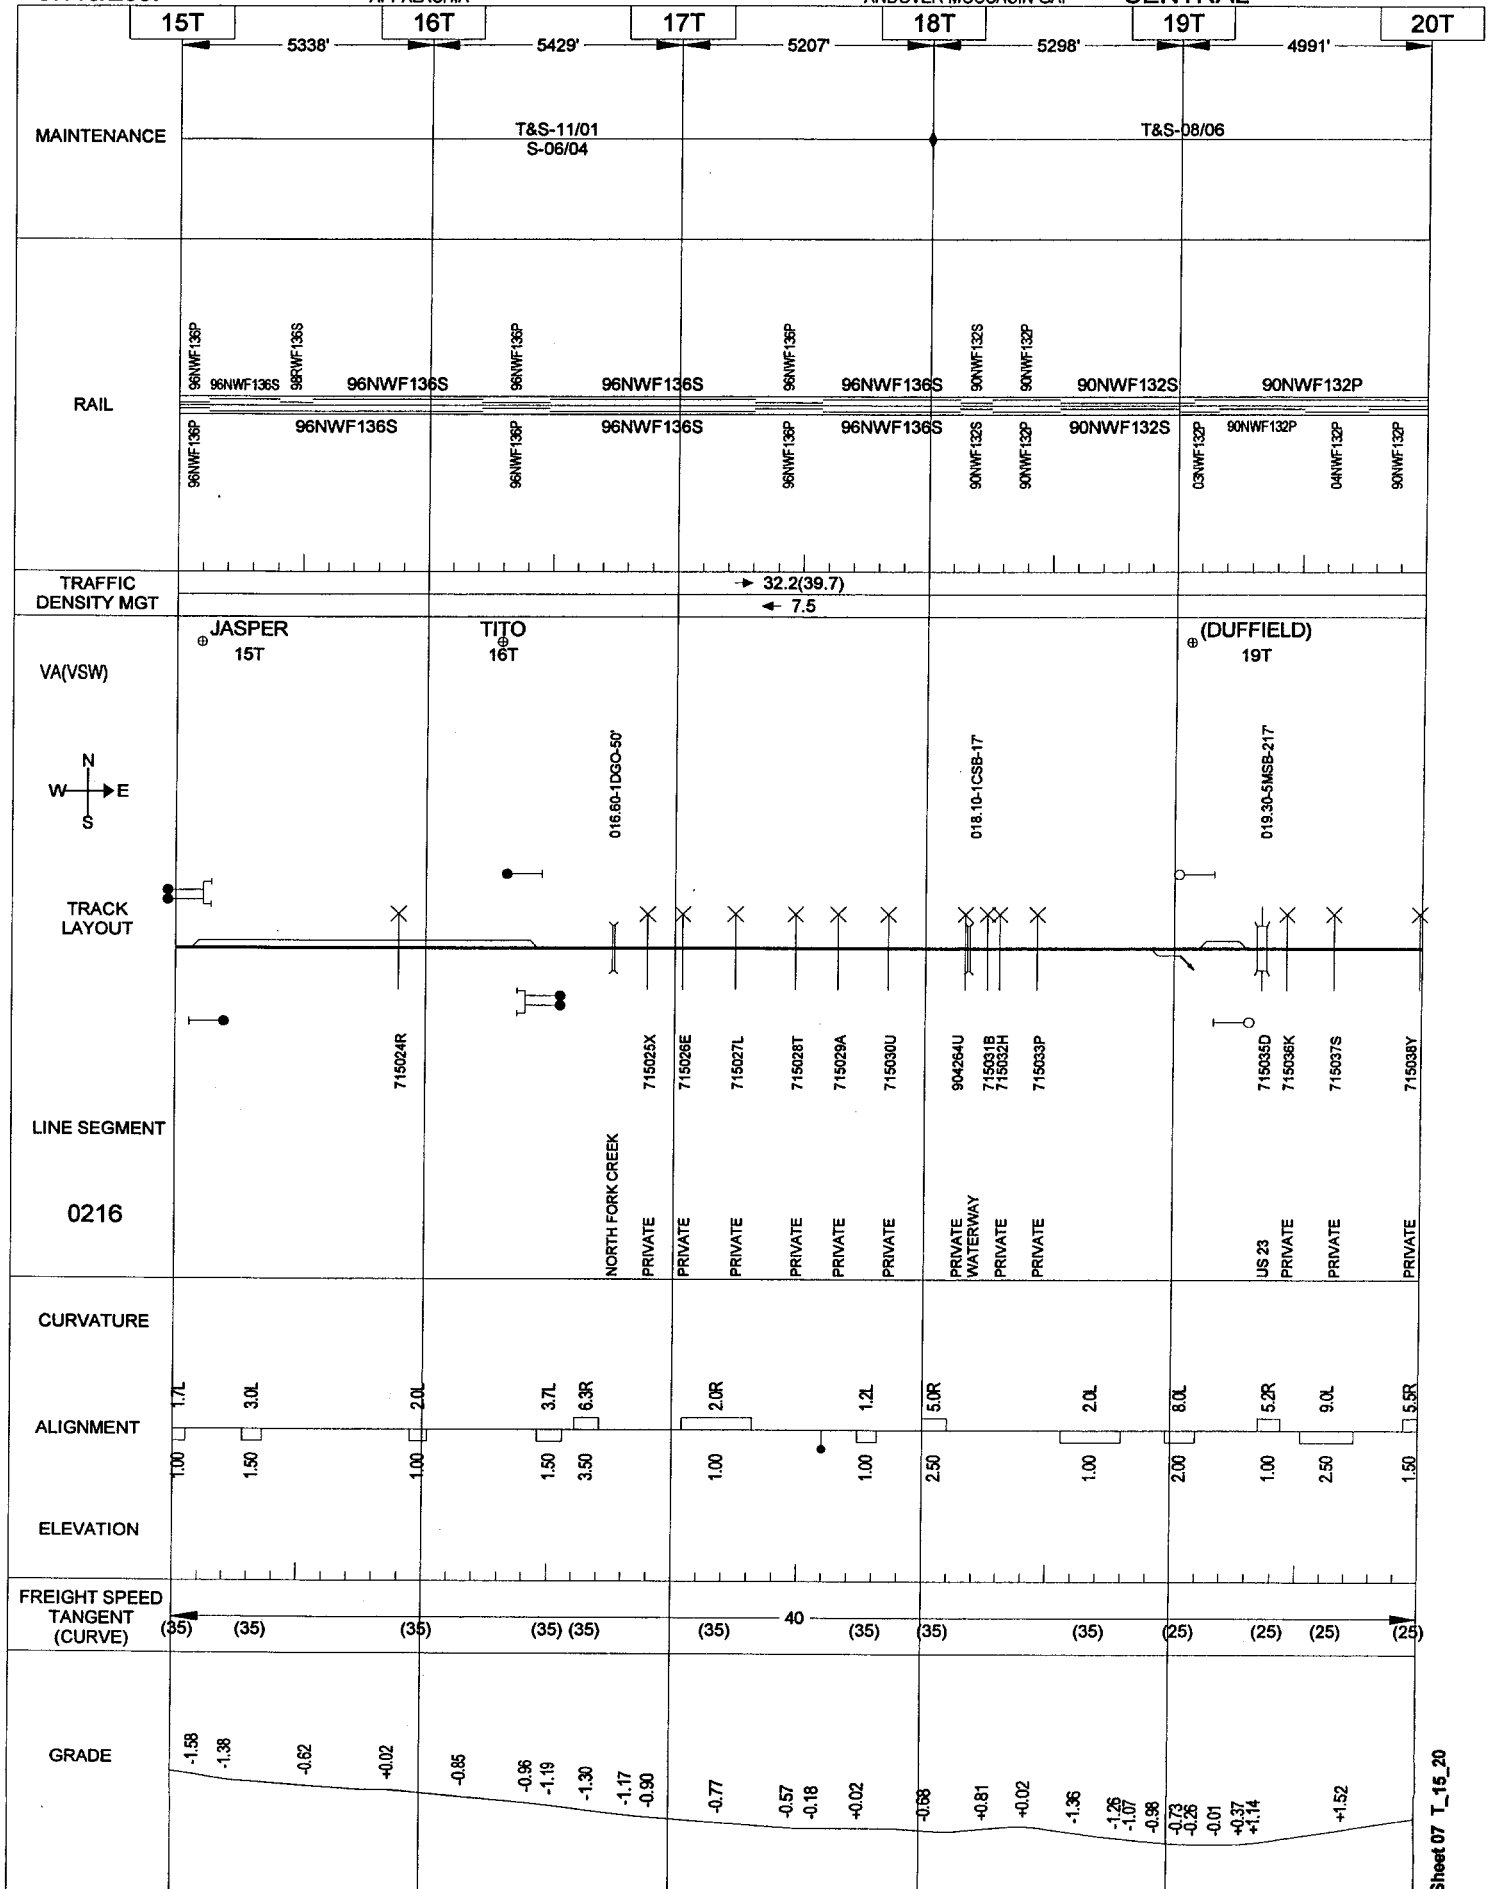 15T 16T 17T 18T 19T 20T
5338' 5429' 5207' 5298' 4991'
MAINTENANCE
T&S-11/01
S-06/04
T&S-08/06
96NWF136P 98RWF136S 96NWF136P 96NWF136P 90NWF132S 90NWF132P
96NWF136S 96NWF136S 96NWF136S 96NWF136S 90NWF132S 90NWF132P
RAIL
96NWF136S 96NWF136S 96NWF136S 90NWF132S 90NWF132P
96NWF136P 96NWF136P 96NWF136P 90NWF132S 90NWF132P 03NWF132P 04NWF132P 90NWF132P
TRAFFIC
DENSITY MGT
32.2(39.7)
7.5
JASPER
15T
TITO
16T
(DUFFIELD)
19T
VA(VSW)
N
W E
S
016.60-1DGO-50' 018.10-1CSB-17' 019.30-5MSB-217'
TRACK
LAYOUT
715024R 715025X 715026E 715027L 715028T 715029A 715030U 904264U 715031B 715032H 715033P 715035D 715036K 715037S 715038Y
LINE SEGMENT
0216
NORTH FORK CREEK PRIVATE PRIVATE PRIVATE PRIVATE PRIVATE PRIVATE PRIVATE WATERWAY PRIVATE PRIVATE US 23 PRIVATE PRIVATE PRIVATE
CURVATURE
1.7L 3.0L 2.0L 3.7L 6.3R 2.0R 1.2L 5.0R 2.0L 8.0L 5.2R 9.0L 5.5R
ALIGNMENT
1.00 1.50 1.00 1.50 3.50 1.00 1.00 2.50 1.00 2.00 1.00 2.50 1.50
ELEVATION
FREIGHT SPEED
TANGENT
(CURVE)
40
(35) (35) (35) (35) (35) (35) (35) (35) (35) (25) (25) (25) (25)
GRADE
-1.58 -1.38 -0.62 +0.02 -0.85 -0.96 -1.19 -1.30 -1.17 -0.90 -0.77 -0.57 -0.18 +0.02 -0.68 +0.81 +0.02 -1.36 -1.26 -1.07 -0.98 -0.73 -0.26 -0.01 +0.37 +1.14 +1.52
Sheet 07 T_15_20